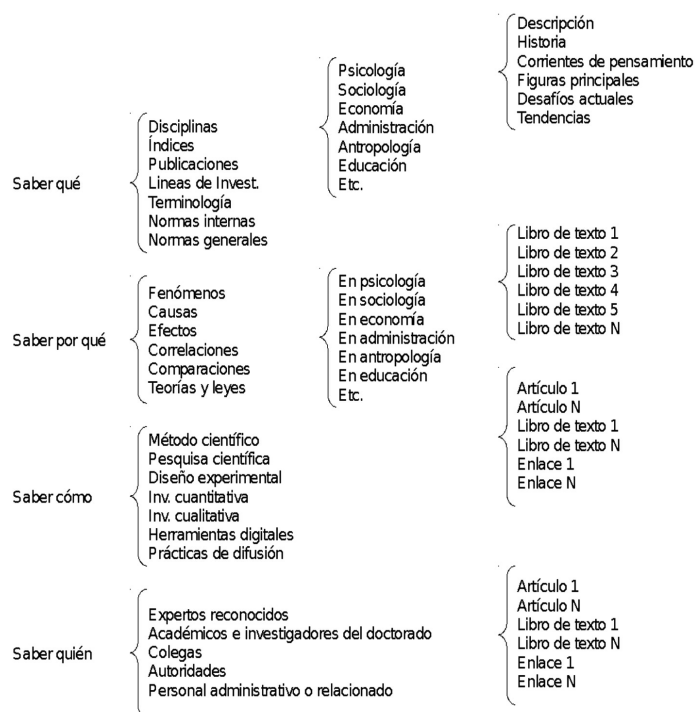 Saber qué
Disciplinas
Índices
Publicaciones
Lineas de Invest.
Terminología
Normas internas
Normas generales
Psicología
Sociología
Economía
Administración
Antropología
Educación
Etc.
Descripción
Historia
Corrientes de pensamiento
Figuras principales
Desafíos actuales
Tendencias
Saber por qué
Fenómenos
Causas
Efectos
Correlaciones
Comparaciones
Teorías y leyes
En psicología
En sociología
En economía
En administración
En antropología
En educación
Etc.
Libro de texto 1
Libro de texto 2
Libro de texto 3
Libro de texto 4
Libro de texto 5
Libro de texto N
Saber cómo
Método científico
Pesquisa científica
Diseño experimental
Inv. cuantitativa
Inv. cualitativa
Herramientas digitales
Prácticas de difusión
Artículo 1
Artículo N
Libro de texto 1
Libro de texto N
Enlace 1
Enlace N
Saber quién
Expertos reconocidos
Académicos e investigadores del doctorado
Colegas
Autoridades
Personal administrativo o relacionado
Artículo 1
Artículo N
Libro de texto 1
Libro de texto N
Enlace 1
Enlace N